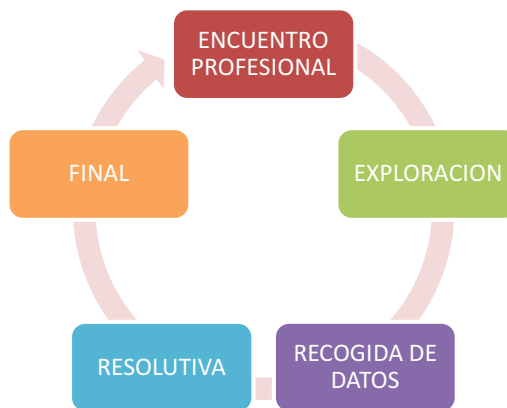 ENCUENTRO
PROFESIONAL
EXPLORACION
RECOGIDA DE
DATOS
RESOLUTIVA
FINAL